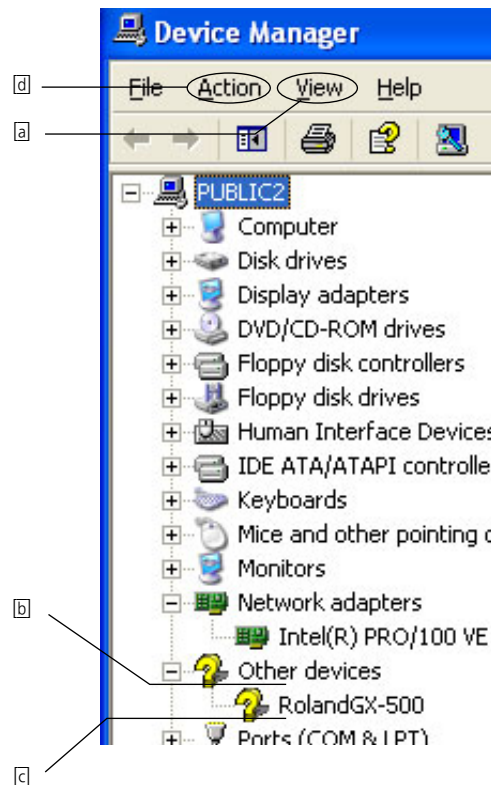 Device Manager
d
File Action View Help
a
PUBLIC2
Computer
Disk drives
Display adapters
DVD/CD-ROM drives
Floppy disk controllers
Floppy disk drives
Human Interface Devices
IDE ATA/ATAPI controlle
Keyboards
Mice and other pointing
Monitors
b
Network adapters
Intel(R) PRO/100 VE
Other devices
RolandGX-500
Ports (COM & LPT)
c